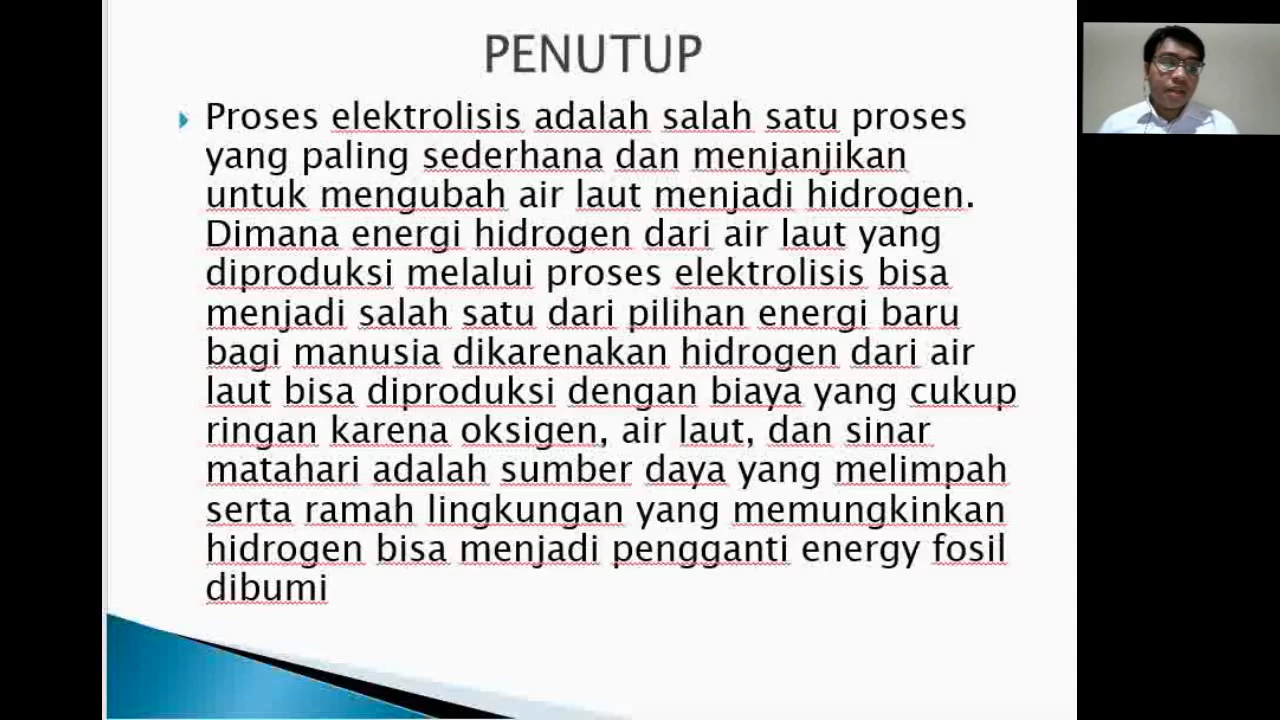 PENUTUP
Proses elektrolisis adalah salah satu proses
yang paling sederhana dan menjanjikan
untuk mengubah air laut menjadi hidrogen.
Dimana energi hidrogen dari air laut yang
diproduksi melalui proses elektrolisis bisa
menjadi salah satu dari pilihan energi baru
bagi manusia dikarenakan hidrogen dari air
laut bisa diproduksi dengan biaya yang cukup
ringan karena oksigen, air laut, dan sinar
matahari adalah sumber daya yang melimpah
serta ramah lingkungan yang memungkinkan
hidrogen bisa menjadi pengganti energy fosil
dibumi